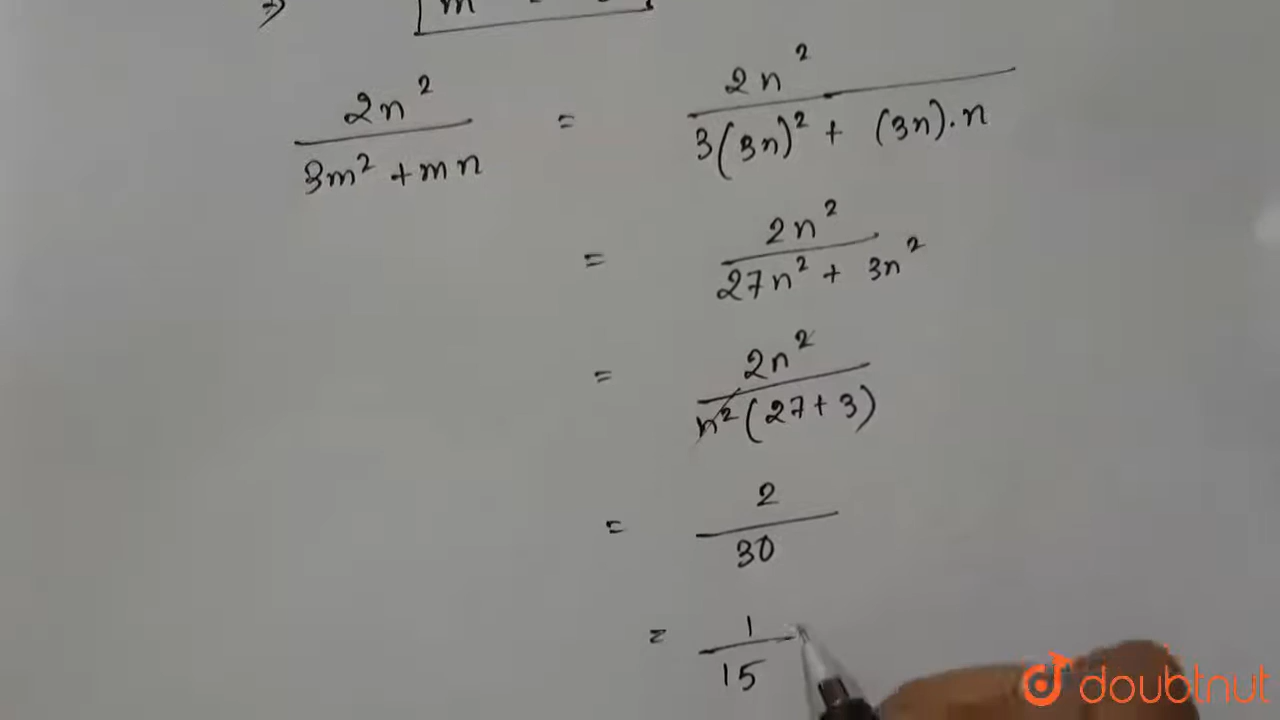 ⇒ m
2n² / 3m² + mn = 2n² / 3(3n)² + (3n).n
= 2n² / 27n² + 3n²
= 2n² / n²(27+3)
= 2 / 30
= 1 / 15
doubtnut